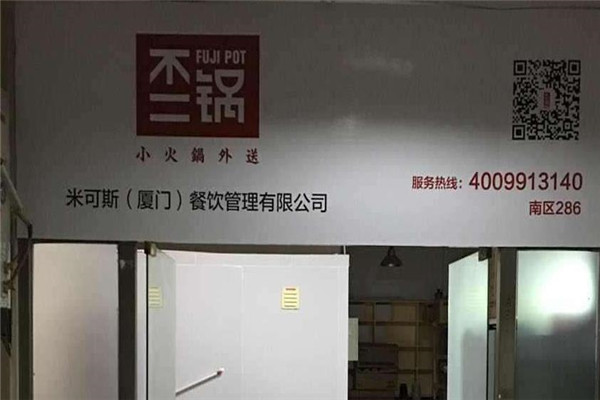 不二锅
FUJI POT
小火鍋外送
米可斯（厦门）餐饮管理有限公司
服务热线：4009913140
南区286